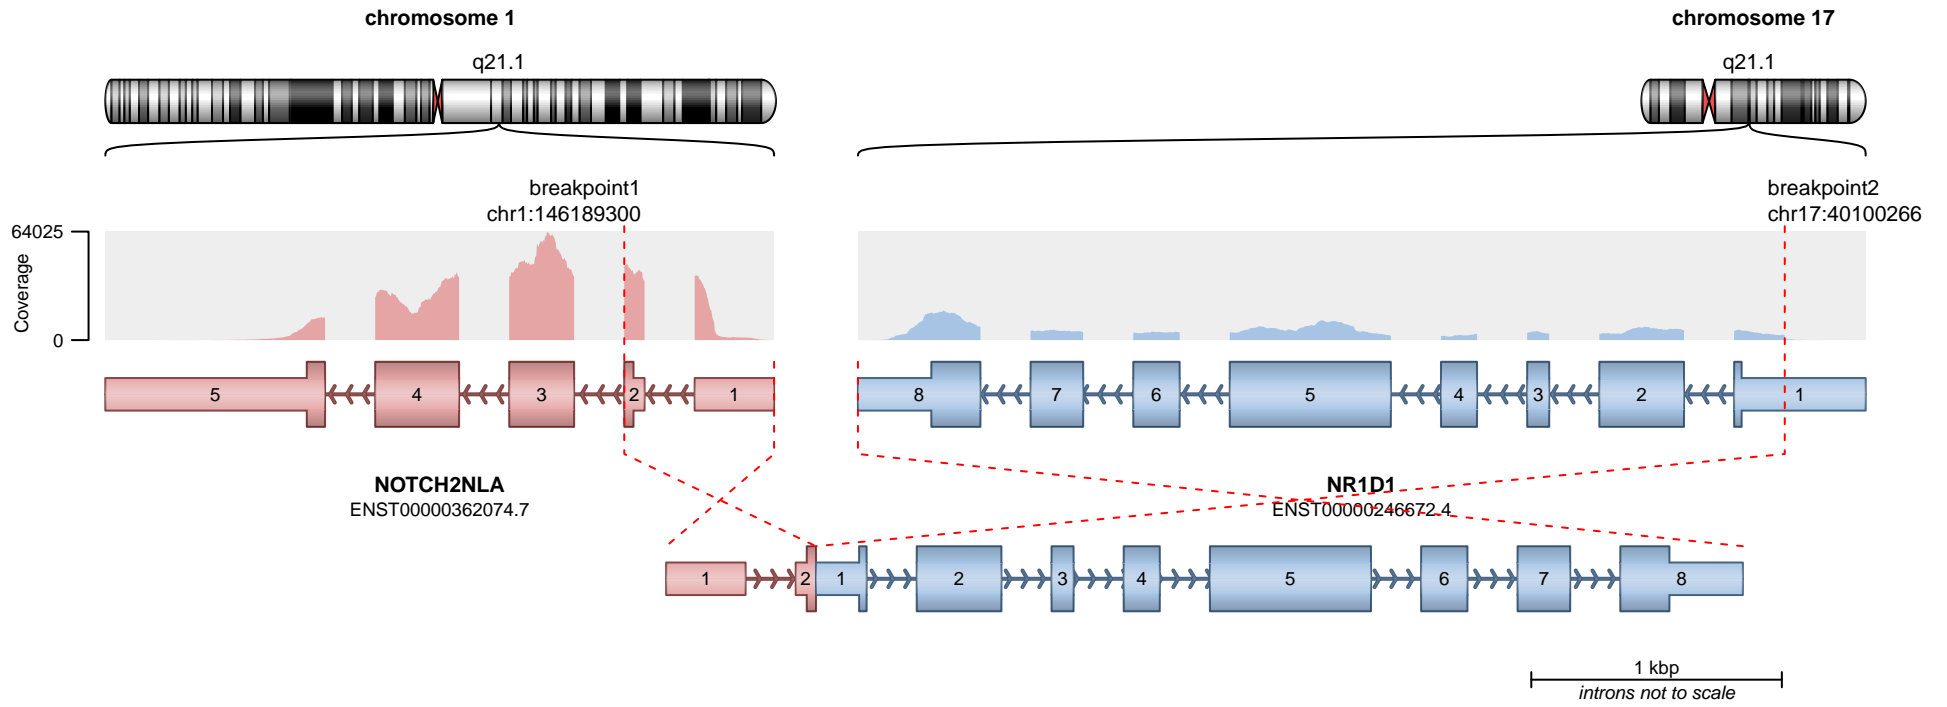 chromosome 1
chromosome 17
q21.1
q21.1
breakpoint1
chr1:146189300
breakpoint2
chr17:40100266
64025
0
Coverage
5
4
3
2
1
8
7
6
5
4
3
2
1
NOTCH2NLA
ENST00000362074.7
NR1D1
ENST00000246672.4
1
2
1
2
3
4
5
6
7
8
1 kbp
introns not to scale